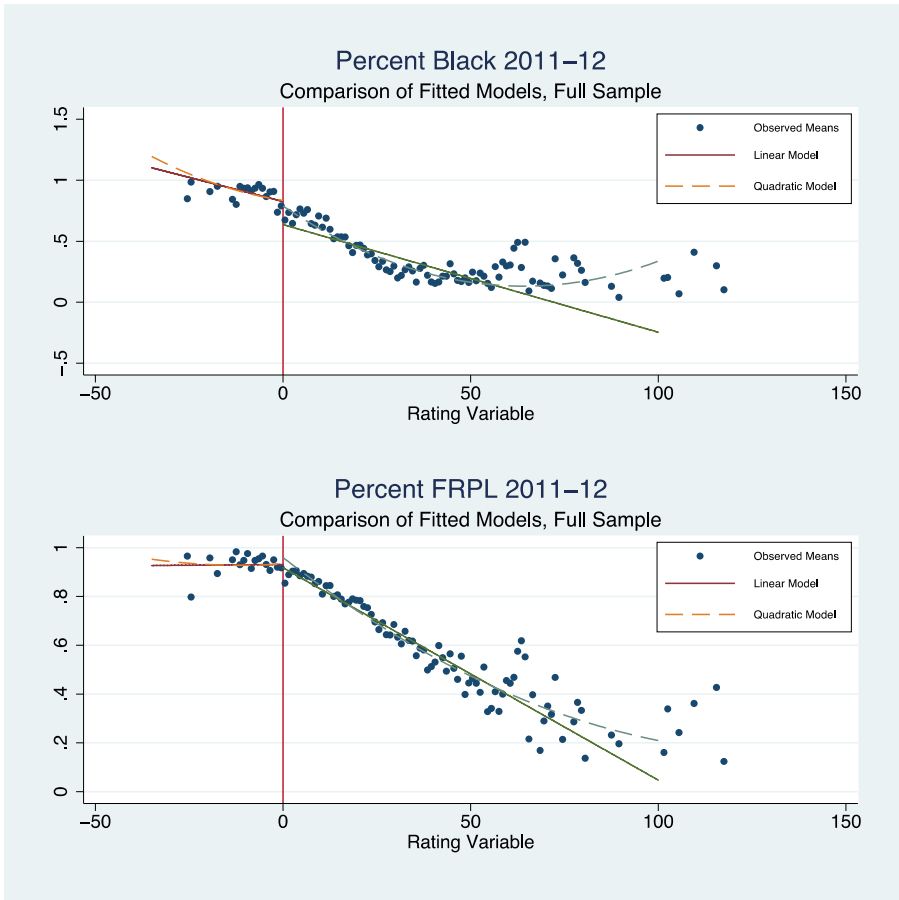 Percent Black 2011–12
Comparison of Fitted Models, Full Sample
1.5
1
.5
0
-.5
Observed Means
Linear Model
Quadratic Model
−50 0 50 100 150
Rating Variable
Percent FRPL 2011–12
Comparison of Fitted Models, Full Sample
1
.8
.6
.4
.2
0
Observed Means
Linear Model
Quadratic Model
−50 0 50 100 150
Rating Variable